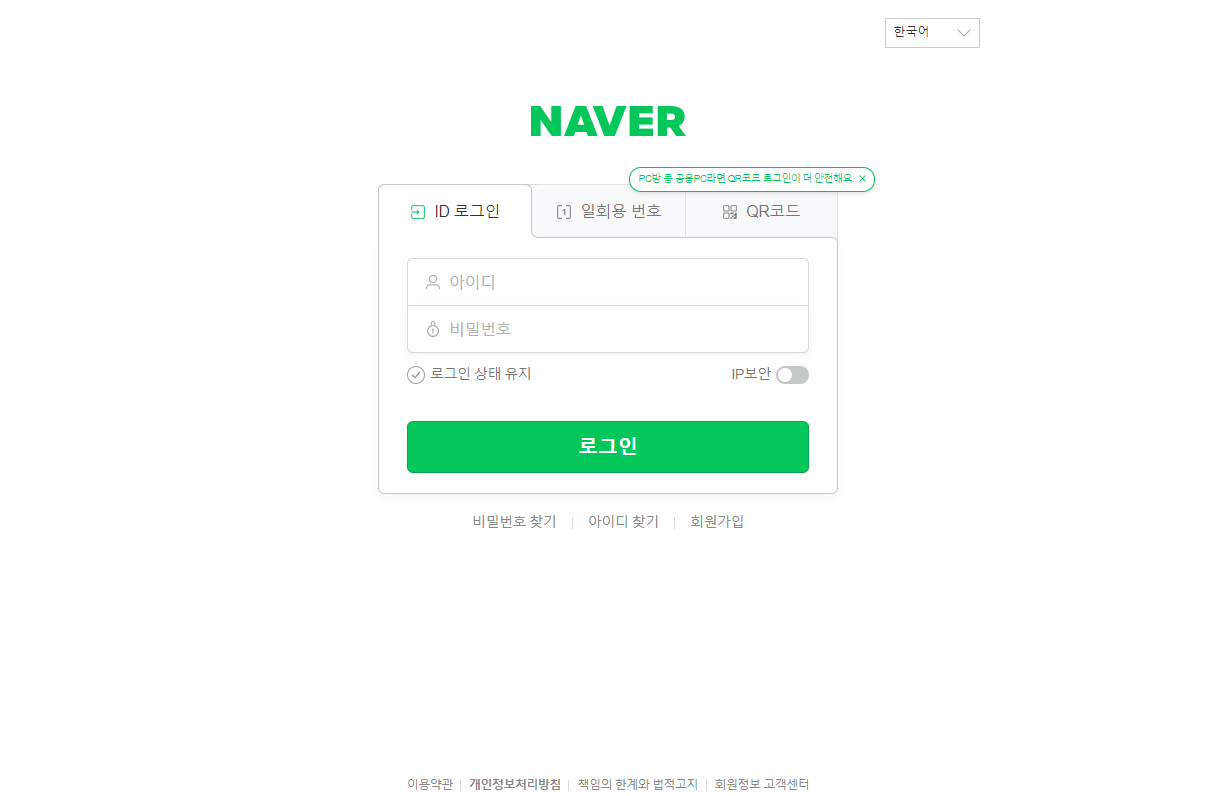 한국어
NAVER
PC방 등 공용PC라면 QR코드 로그인이 더 안전해요.
ID 로그인
일회용 번호
QR코드
아이디
비밀번호
로그인 상태 유지
IP보안
로그인
비밀번호 찾기
아이디 찾기
회원가입
이용약관
개인정보처리방침
책임의 한계와 법적고지
회원정보 고객센터